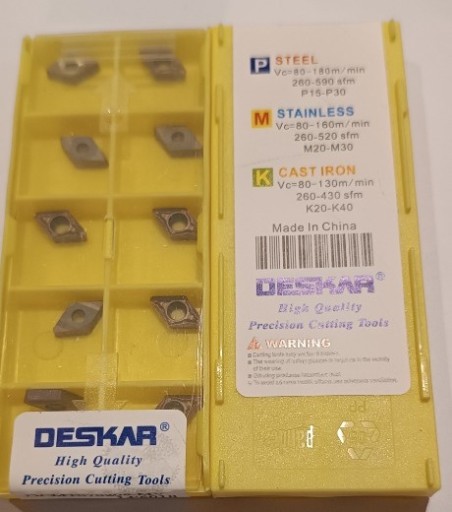 P STEEL
Vc=80-180m/min
260-590 sfm
P15-P30
M STAINLESS
Vc=80-160m/min
260-520 sfm
M20-M30
K CAST IRON
Vc=80-130m/min
260-430 sfm
K20-K40
Made in China
DESKAR®
High Quality
Precision Cutting Tools
WARNING
DESKAR®
High Quality
Precision Cutting Tools